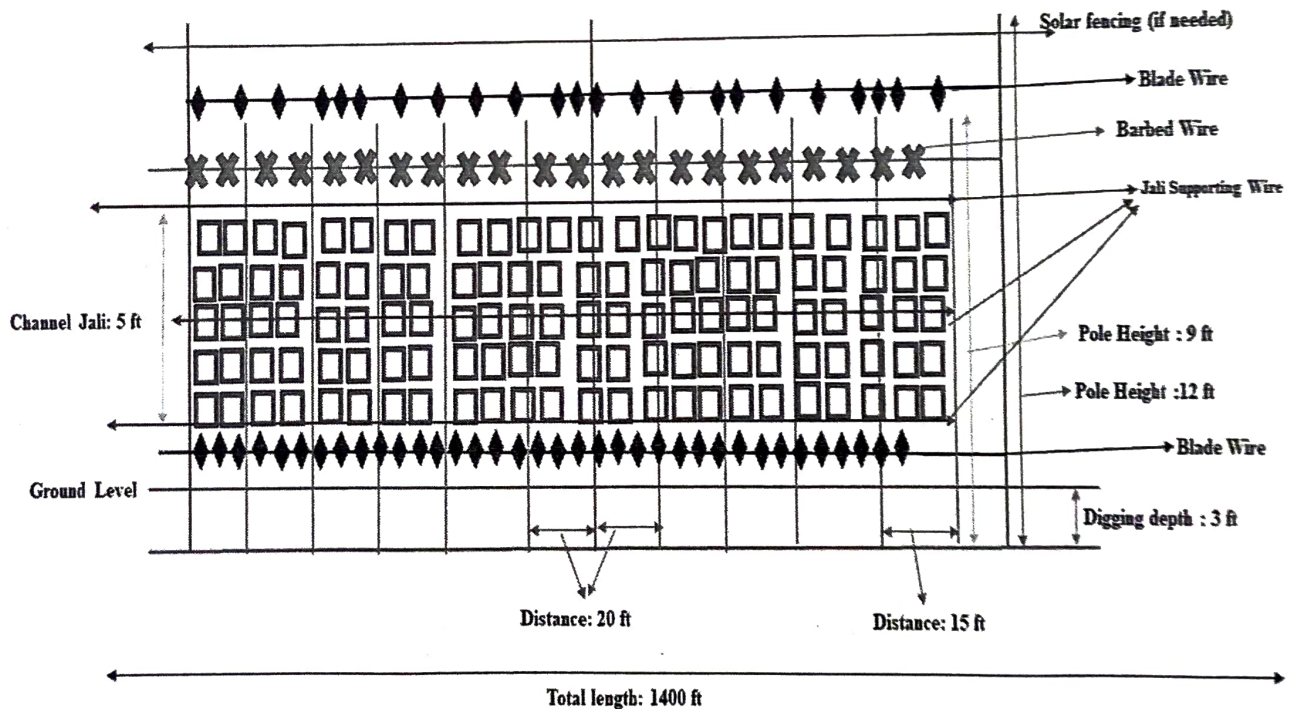 Solar fencing (if needed)
Blade Wire
Barbed Wire
Jali Supporting Wire
Channel Jali: 5 ft
Pole Height : 9 ft
Pole Height :12 ft
Blade Wire
Ground Level
Digging depth : 3 ft
Distance: 20 ft
Distance: 15 ft
Total length: 1400 ft